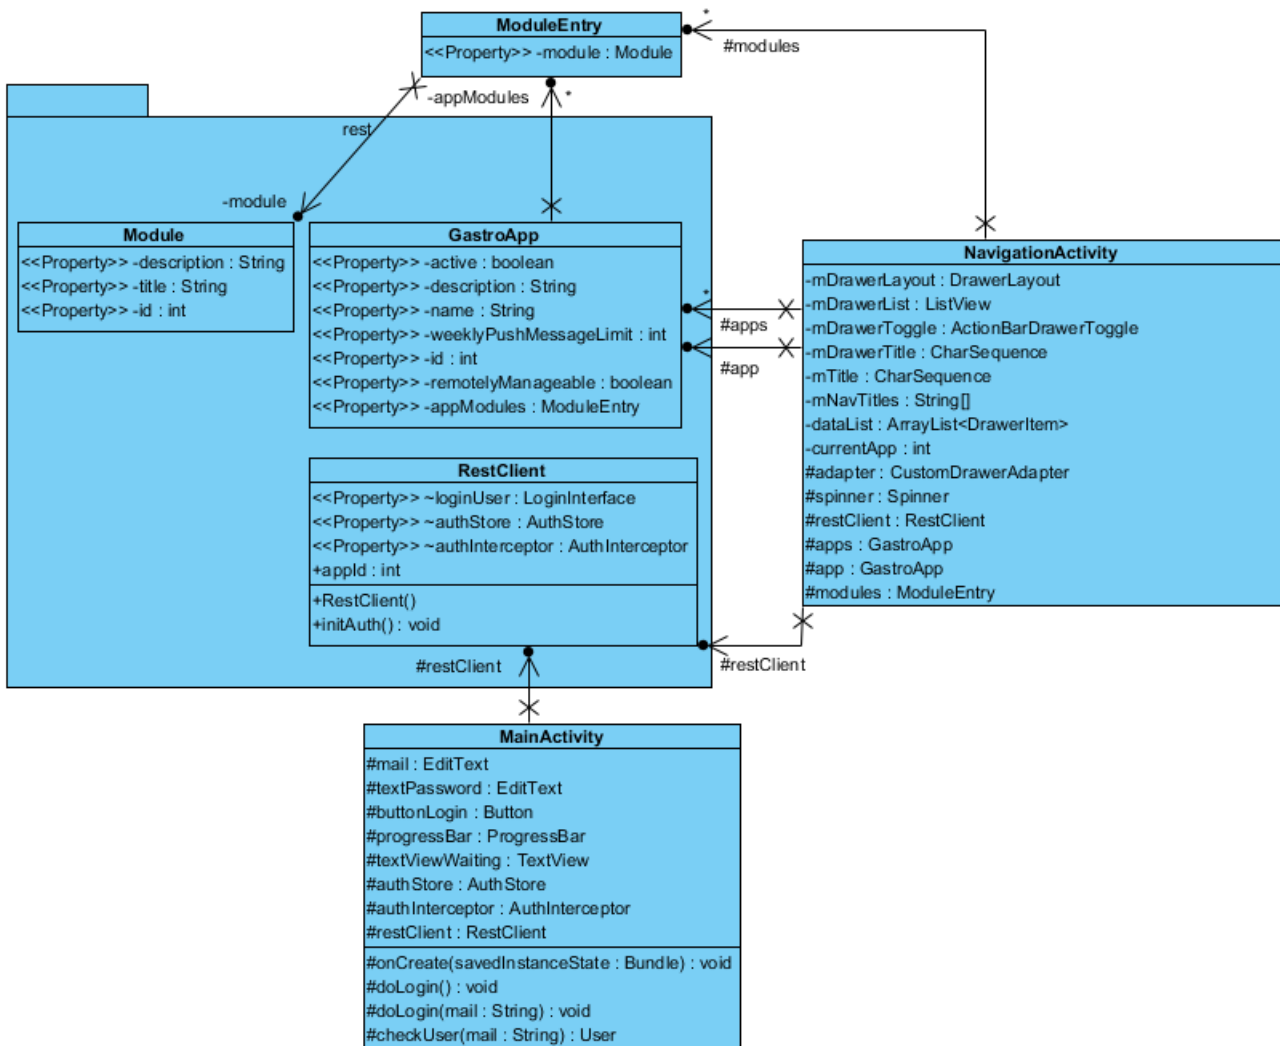 ModuleEntry
<<Property>> -module : Module
*
#modules
-appModules
*
rest
-module
Module
<<Property>> -description : String
<<Property>> -title : String
<<Property>> -id : int
GastroApp
<<Property>> -active : boolean
<<Property>> -description : String
<<Property>> -name : String
<<Property>> -weeklyPushMessageLimit : int
<<Property>> -id : int
<<Property>> -remotelyManageable : boolean
<<Property>> -appModules : ModuleEntry
*
#apps
#app
NavigationActivity
-mDrawerLayout : DrawerLayout
-mDrawerList : ListView
-mDrawerToggle : ActionBarDrawerToggle
-mDrawerTitle : CharSequence
-mTitle : CharSequence
-mNavTitles : String[]
-dataList : ArrayList<DrawerItem>
-currentApp : int
#adapter : CustomDrawerAdapter
#spinner : Spinner
#restClient : RestClient
#apps : GastroApp
#app : GastroApp
#modules : ModuleEntry
RestClient
<<Property>> ~loginUser : LoginInterface
<<Property>> ~authStore : AuthStore
<<Property>> ~authInterceptor : AuthInterceptor
+appId : int
+RestClient()
+initAuth() : void
#restClient
#restClient
MainActivity
#mail : EditText
#textPassword : EditText
#buttonLogin : Button
#progressBar : ProgressBar
#textViewWaiting : TextView
#authStore : AuthStore
#authInterceptor : AuthInterceptor
#restClient : RestClient
#onCreate(savedInstanceState : Bundle) : void
#doLogin() : void
#doLogin(mail : String) : void
#checkUser(mail : String) : User